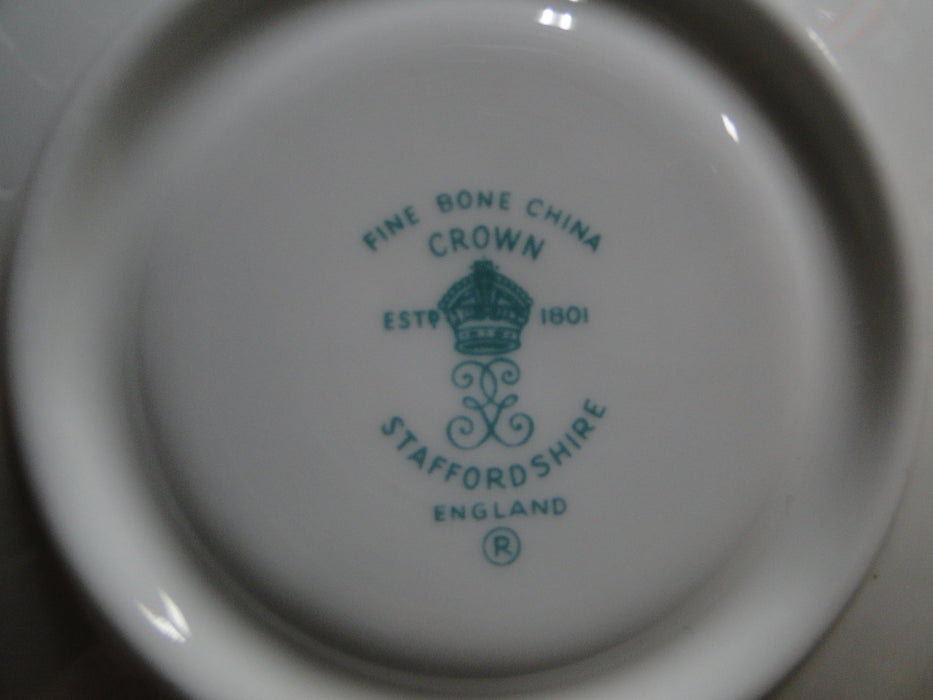 FINE BONE CHINA
CROWN
ESTD 1801
STAFFORDSHIRE
ENGLAND
®